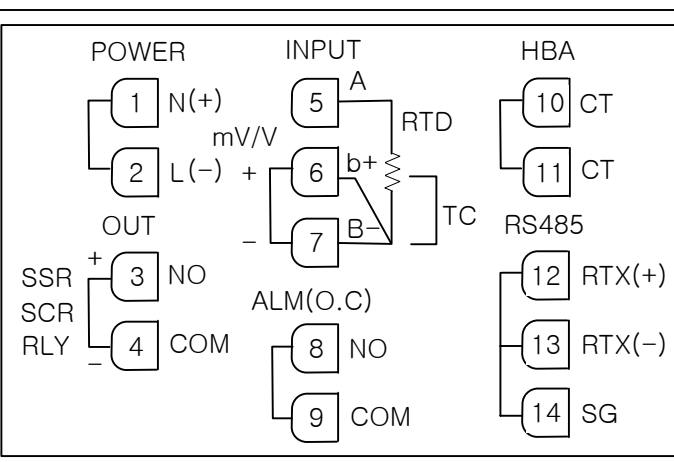 POWER
1 N(+)
2 L(-)
OUT
+
SSR
SCR
RLY
-
3 NO
4 COM
INPUT
mV/V
+
-
5 A
RTD
6 b+
7 B-
TC
ALM(O.C)
8 NO
9 COM
HBA
10 CT
11 CT
RS485
12 RTX(+)
13 RTX(-)
14 SG